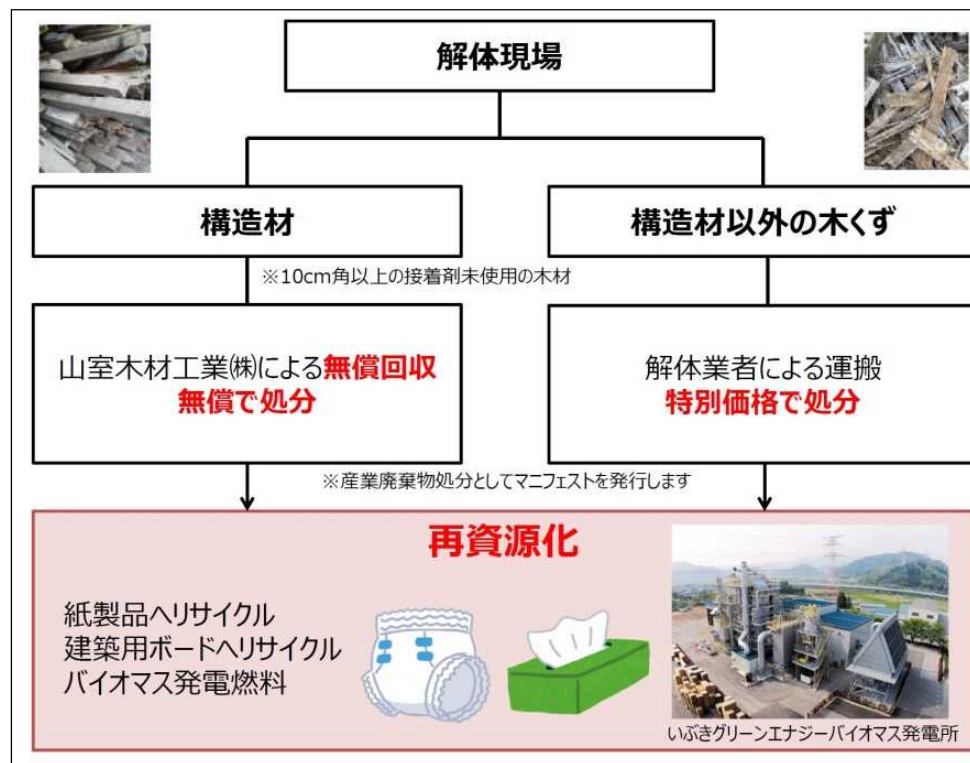 解体現場
構造材
構造材以外の木くず
※10cm角以上の接着剤未使用の木材
山室木材工業㈱による無償回収
無償で処分
解体業者による運搬
特別価格で処分
※産業廃棄物処分としてマニフェストを発行します
再資源化
紙製品へリサイクル
建築用ボードへリサイクル
バイオマス発電燃料
いぶきグリーンエナジーバイオマス発電所